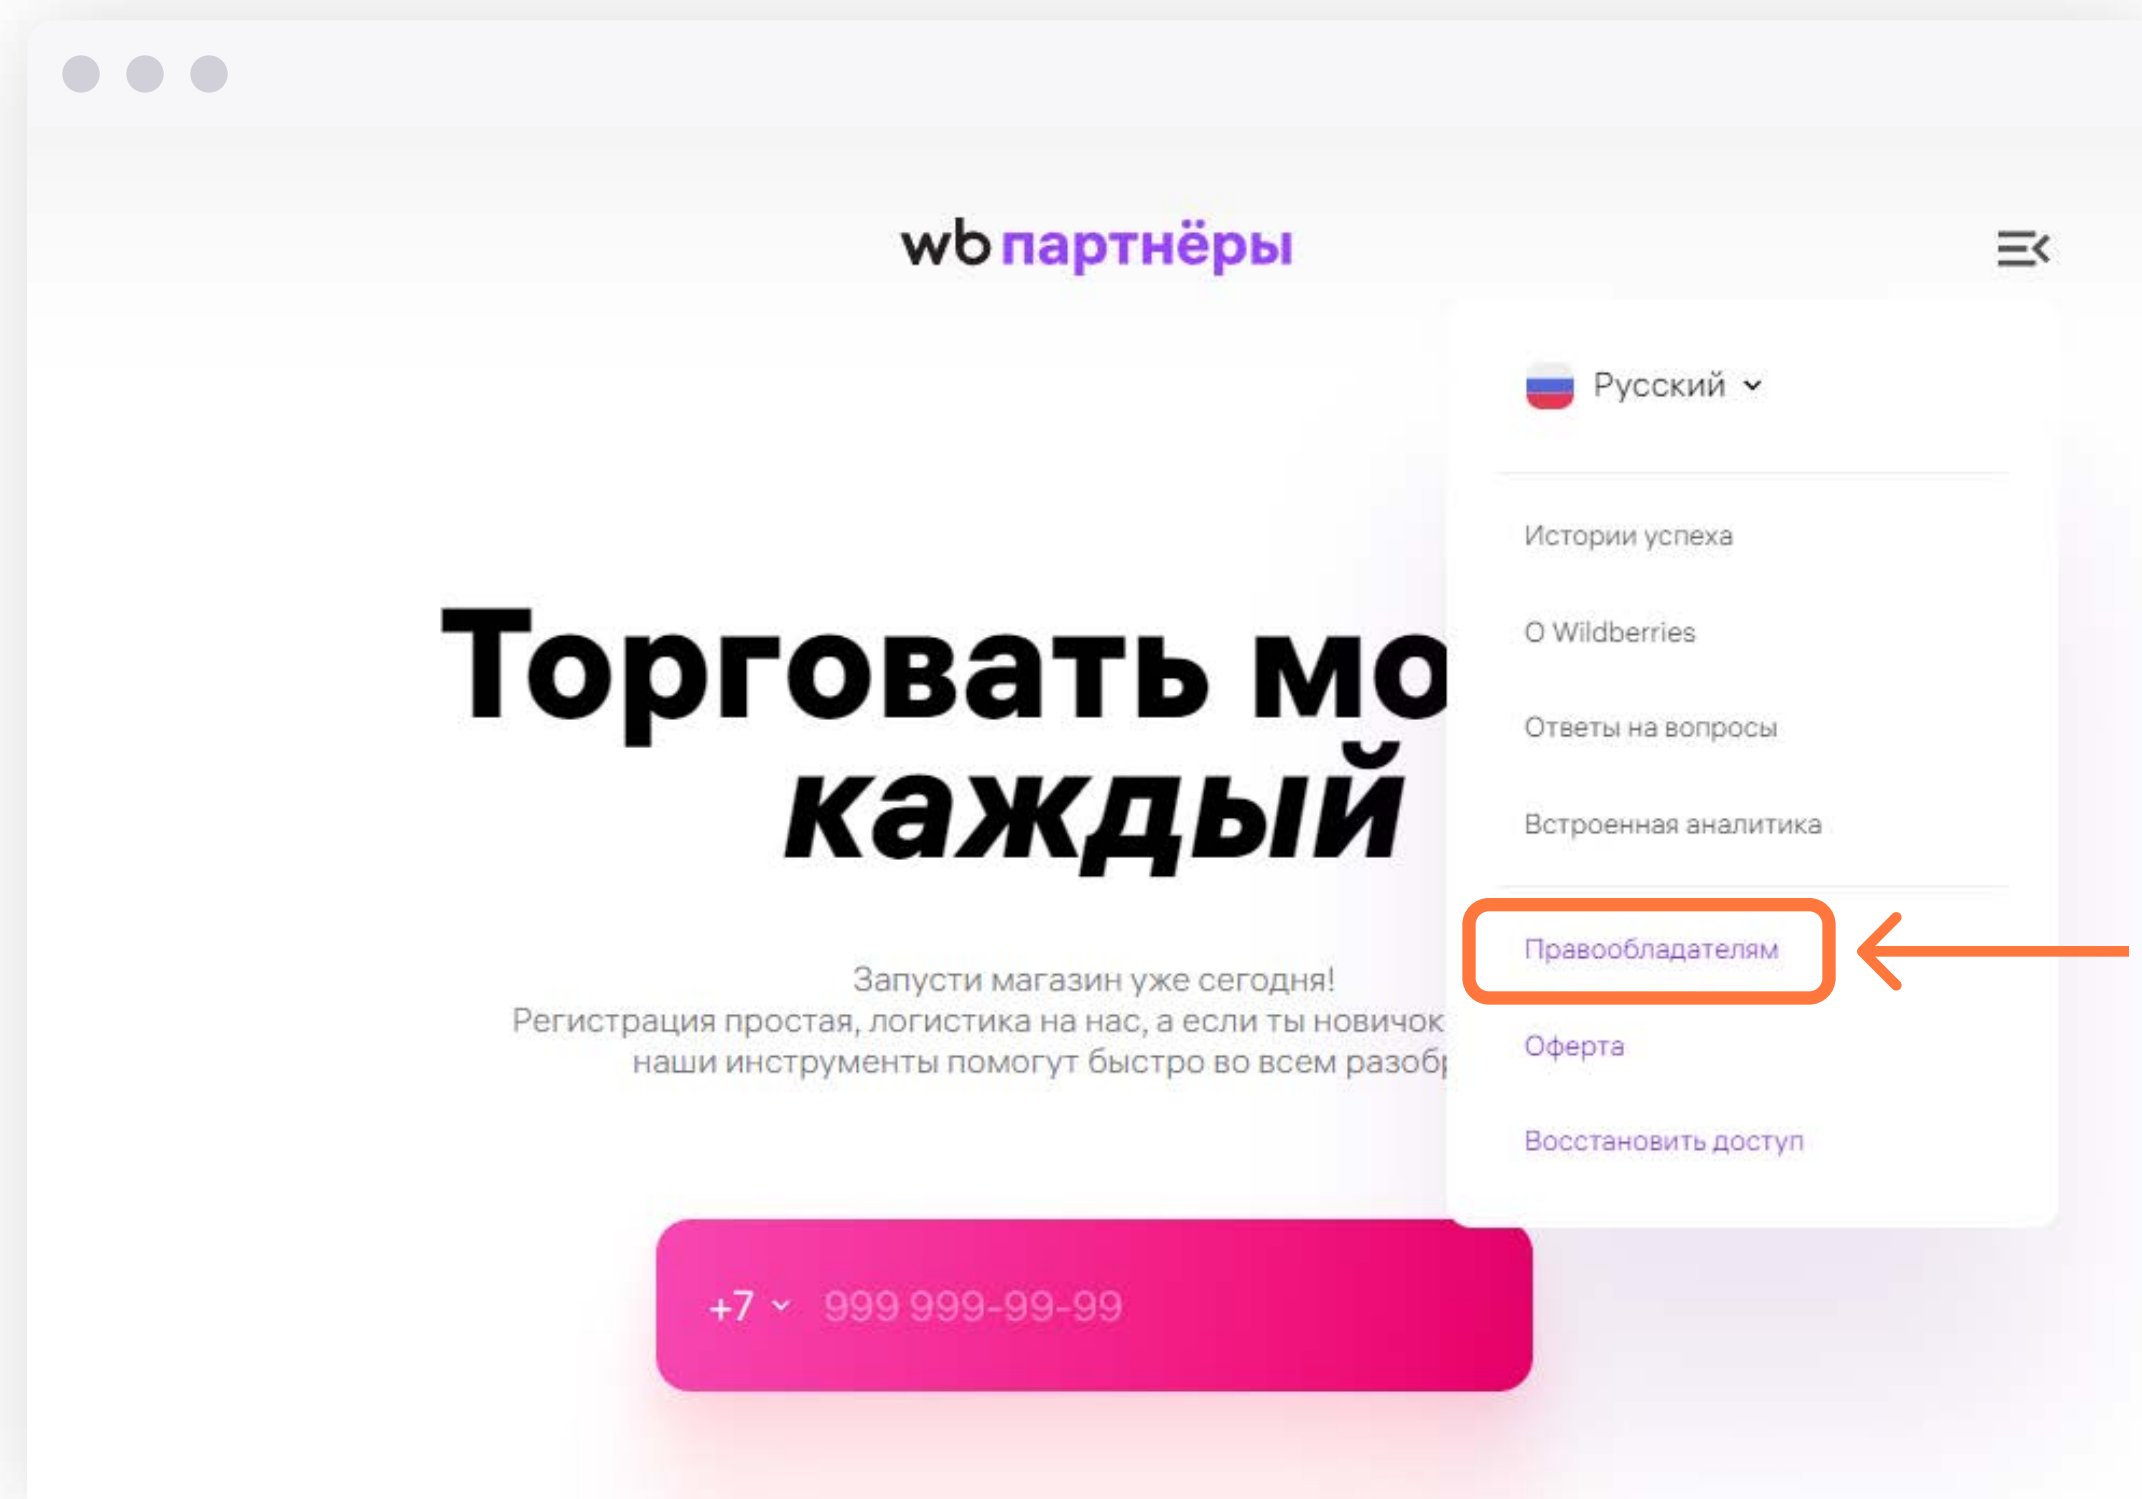 wb партнёры
Русский
Истории успеха
О Wildberries
Ответы на вопросы
Встроенная аналитика
Правообладателям
Оферта
Восстановить доступ
Торговать мо
каждый
Запусти магазин уже сегодня!
Регистрация простая, логистика на нас, а если ты новичок
наши инструменты помогут быстро во всем разоб
+7 999 999-99-99